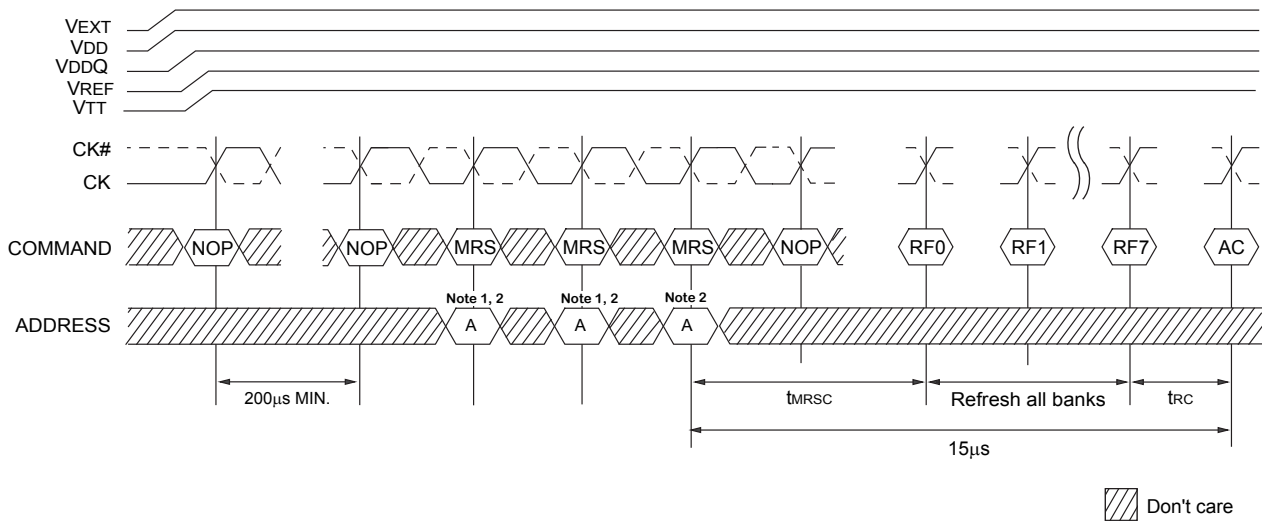 VEXT
VDD
VDDQ
VREF
VTT
CK#
CK
COMMAND NOP NOP MRS MRS MRS NOP RF0 RF1 RF7 AC
Note 1, 2 Note 1, 2 Note 2
ADDRESS A A A
200μs MIN. tMRSC Refresh all banks tRC
15μs
Don't care